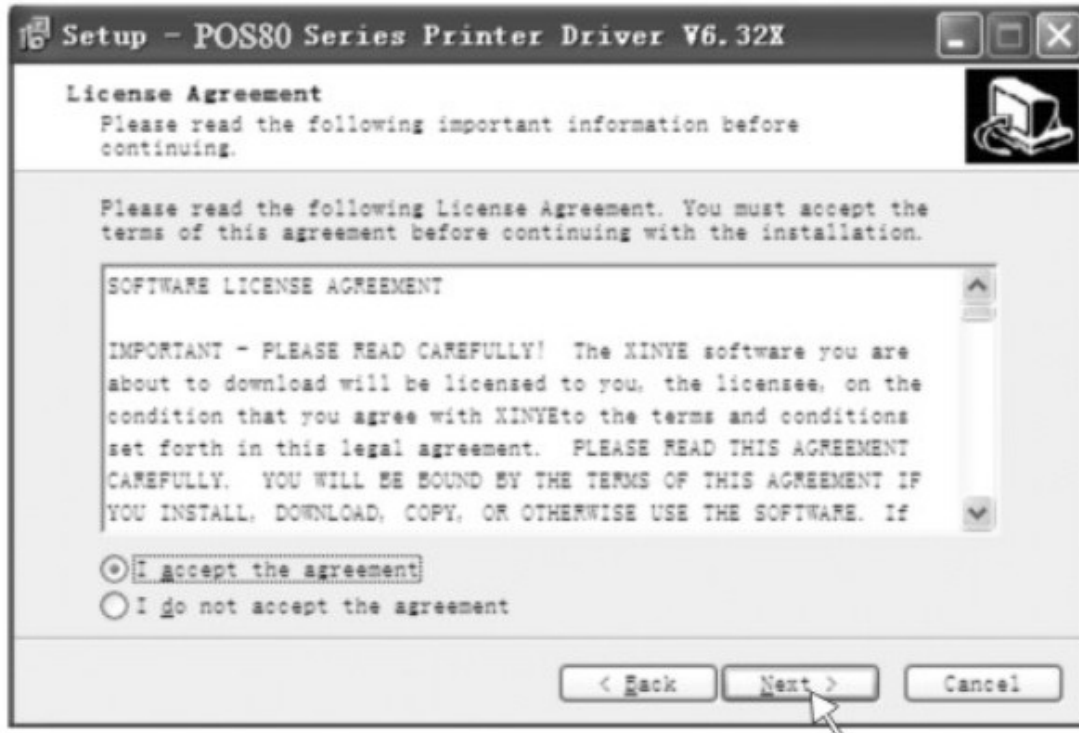 Setup - POS80 Series Printer Driver V6.32X
License Agreement
Please read the following important information before
continuing.
Please read the following License Agreement. You must accept the
terms of this agreement before continuing with the installation.
SOFTWARE LICENSE AGREEMENT
IMPORTANT - PLEASE READ CAREFULLY! The XINYE software you are
about to download will be licensed to you, the licensee, on the
condition that you agree with XINYEto the terms and conditions
set forth in this legal agreement. PLEASE READ THIS AGREEMENT
CAREFULLY. YOU WILL BE BOUND BY THE TERMS OF THIS AGREEMENT IF
YOU INSTALL, DOWNLOAD, COPY, OR OTHERWISE USE THE SOFTWARE. If
I accept the agreement
I do not accept the agreement
< Back Next > Cancel